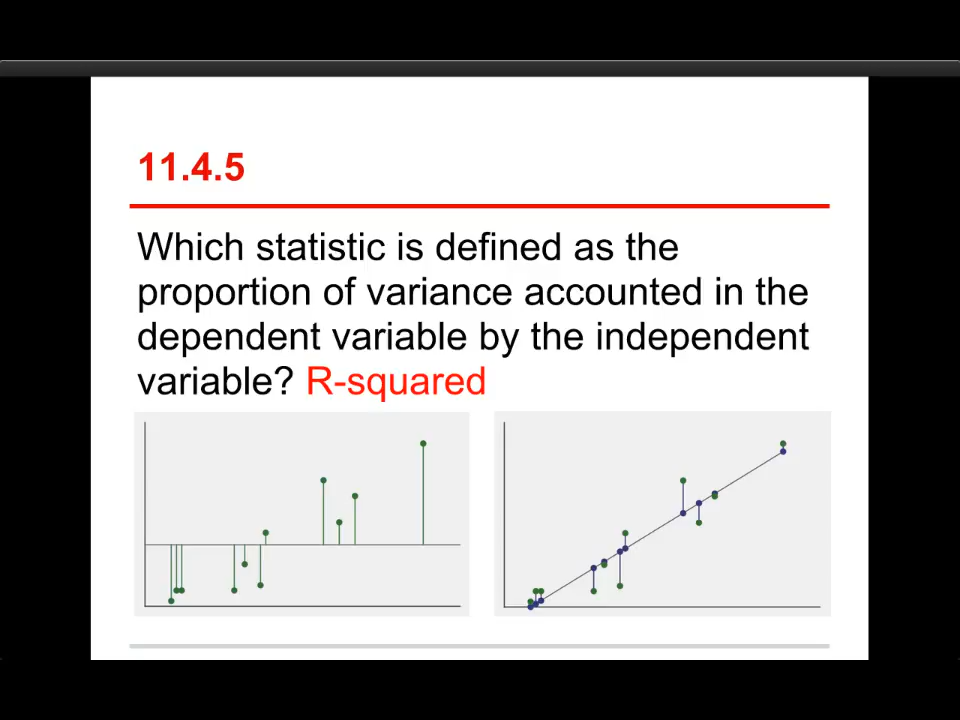 11.4.5
Which statistic is defined as the
proportion of variance accounted in the
dependent variable by the independent
variable? R-squared